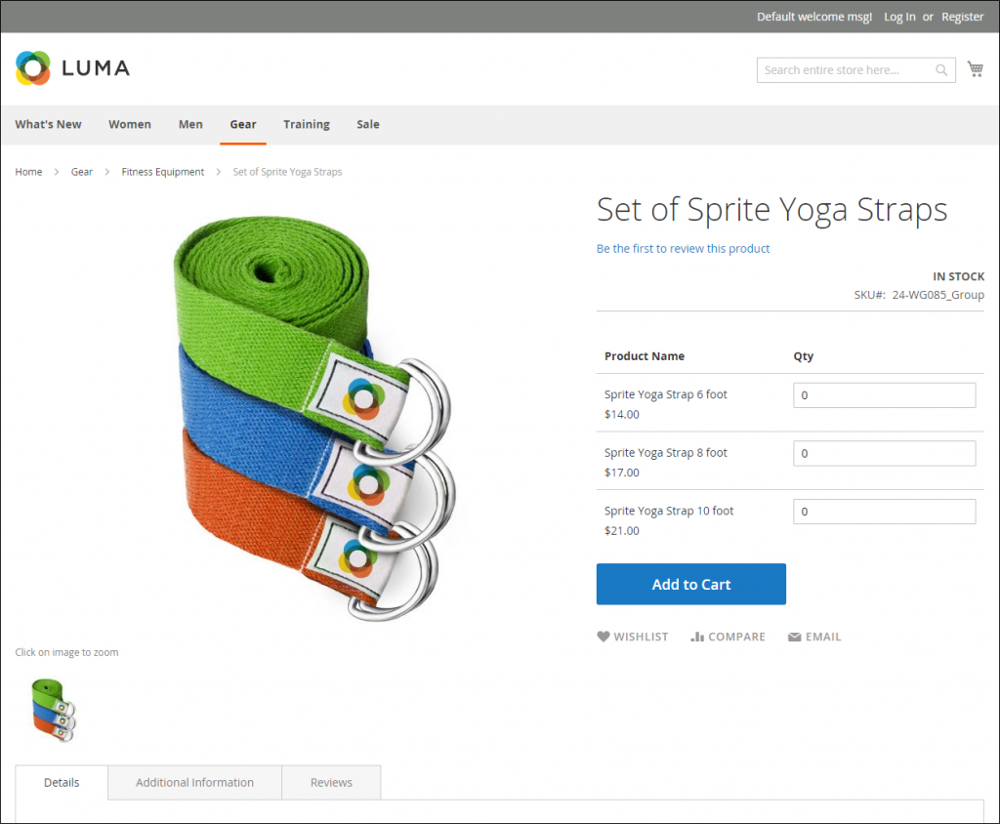 Default welcome msg! Log In or Register
LUMA
Search entire store here...
What's New Women Men Gear Training Sale
Home > Gear > Fitness Equipment > Set of Sprite Yoga Straps
Set of Sprite Yoga Straps
Be the first to review this product
IN STOCK
SKU#: 24-WG085_Group
Product Name Qty
Sprite Yoga Strap 6 foot 0
$14.00
Sprite Yoga Strap 8 foot 0
$17.00
Sprite Yoga Strap 10 foot 0
$21.00
Add to Cart
WISHLIST COMPARE EMAIL
Click on image to zoom
Details Additional Information Reviews